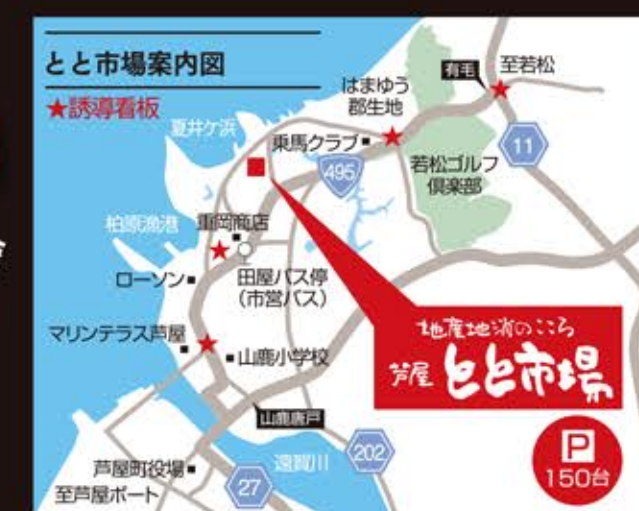 とと市場案内図
★誘導看板
夏井ケ浜
はまゆう
群生地
有毛
至若松
11
乗馬クラブ
495
若松ゴルフ
倶楽部
柏原漁港
重岡商店
ローソン
田屋バス停
(市営バス)
マリンテラス芦屋
山鹿小学校
地産地消のこころ
芦屋 とと市場
山鹿唐戸
P
150台
芦屋町役場
至芦屋ボート
27
遠賀川
202